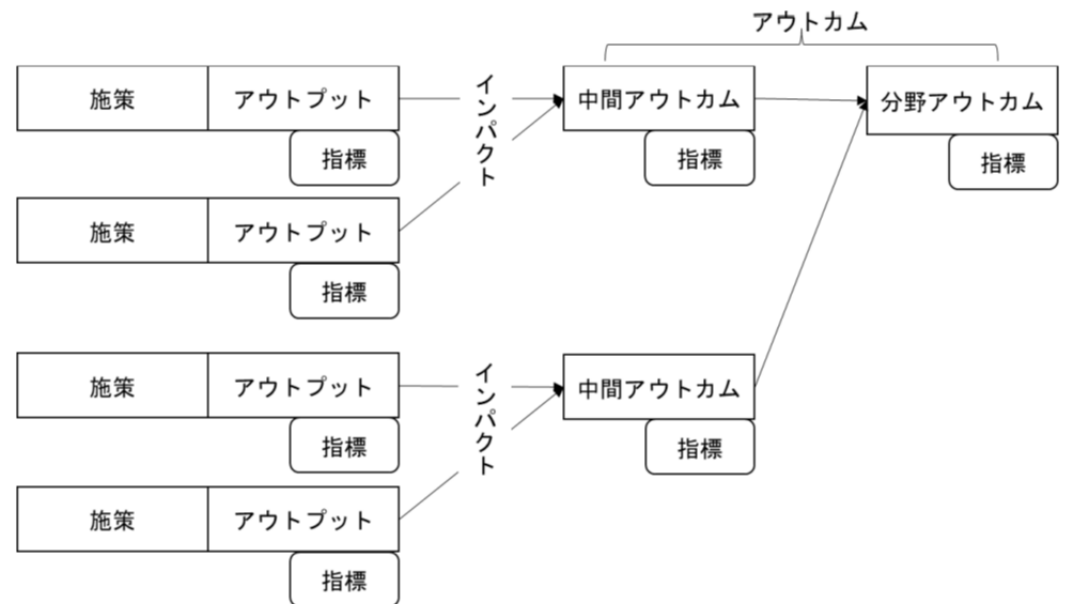 アウトカム
施策 アウトプット
指標
インパクト
中間アウトカム
指標
分野アウトカム
指標
施策 アウトプット
指標
施策 アウトプット
指標
インパクト
中間アウトカム
指標
施策 アウトプット
指標